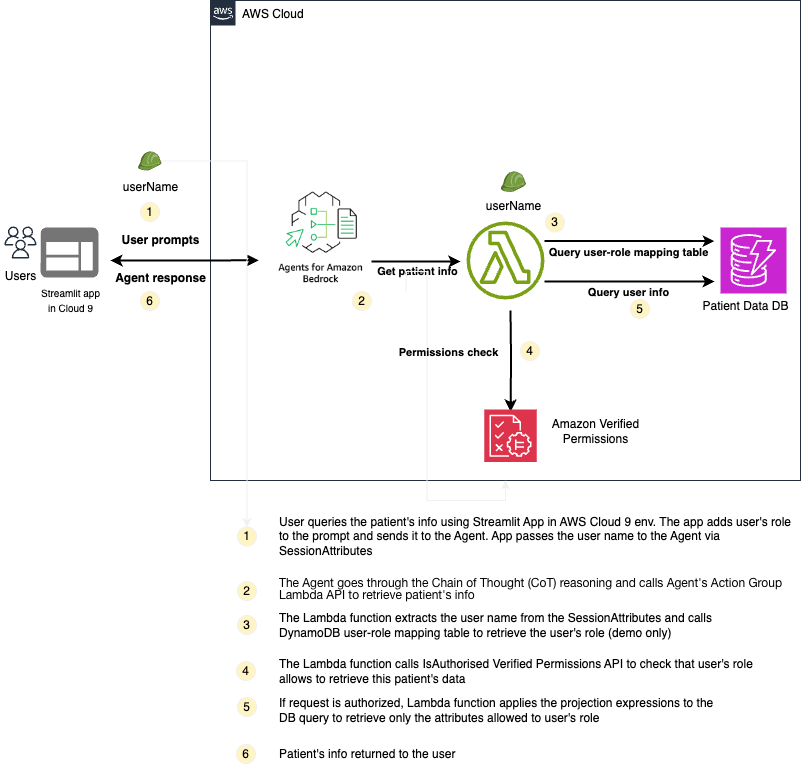 aws
AWS Cloud
userName
1
User prompts
Agent response
6
Users
Streamlit app
in Cloud 9
Agents for Amazon
Bedrock
2
Get patient info
userName
3
Query user-role mapping table
Query user info
5
Patient Data DB
Permissions check
4
Amazon Verified
Permissions
1
User queries the patient's info using Streamlit App in AWS Cloud 9 env. The app adds user's role
to the prompt and sends it to the Agent. App passes the user name to the Agent via
SessionAttributes
2
The Agent goes through the Chain of Thought (CoT) reasoning and calls Agent's Action Group
Lambda API to retrieve patient's info
3
The Lambda function extracts the user name from the SessionAttributes and calls
DynamoDB user-role mapping table to retrieve the user's role (demo only)
4
The Lambda function calls IsAuthorised Verified Permissions API to check that user's role
allows to retrieve this patient's data
5
If request is authorized, Lambda function applies the projection expressions to the
DB query to retrieve only the attributes allowed to user's role
6
Patient's info returned to the user